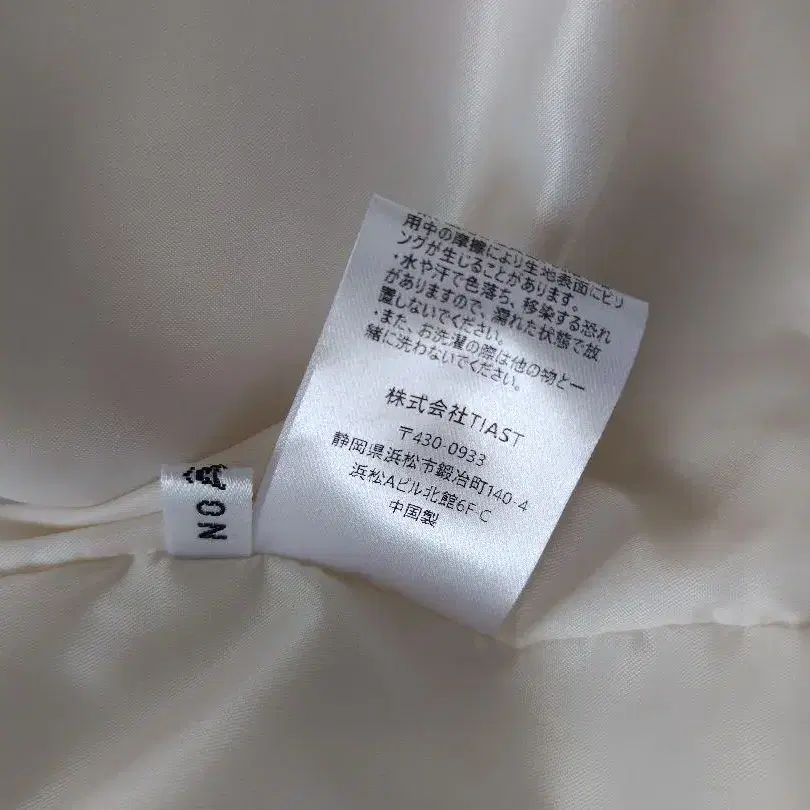 用中の摩擦により生地表面にピリ
ングが生じることがあります。
・水や汗で色落ち、移染する恐れ
がありますので、濡れた状態で放
置しないでください。
・また、お洗濯の際は他の物と一
緒に洗わないでください。
株式会社TIAST
〒430-0933
静岡県浜松市鍛冶町140-4
浜松Aビル北館6F-C
中国製
NO